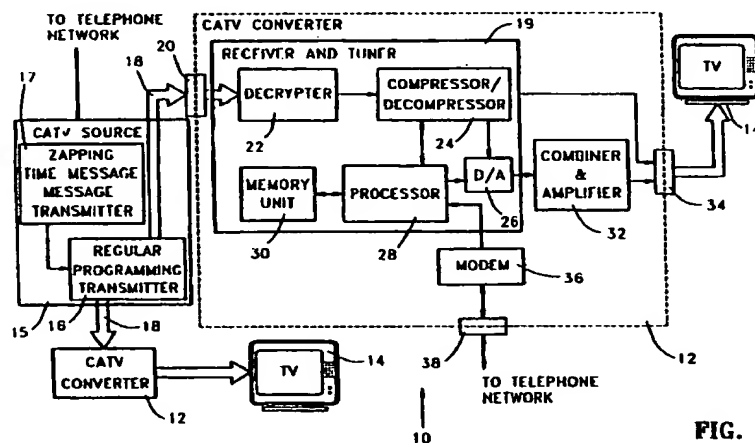 TO TELEPHONE
NETWORK
17
18
20
CATV CONVERTER
19
RECEIVER AND TUNER
DECRYPTER
22
COMPRESSOR/
DECOMPRESSOR
24
TV
14
CATV SOURCE
ZAPPING
TIME MESSAGE
MESSAGE
TRANSMITTER
MEMORY
UNIT
30
PROCESSOR
28
D/A
26
COMBINER
&
AMPLIFIER
32
34
REGULAR
PROGRAMMING
TRANSMITTER
15
16
18
MODEM
36
38
12
CATV
CONVERTER
12
TV
14
TO TELEPHONE
NETWORK
10
FIG.